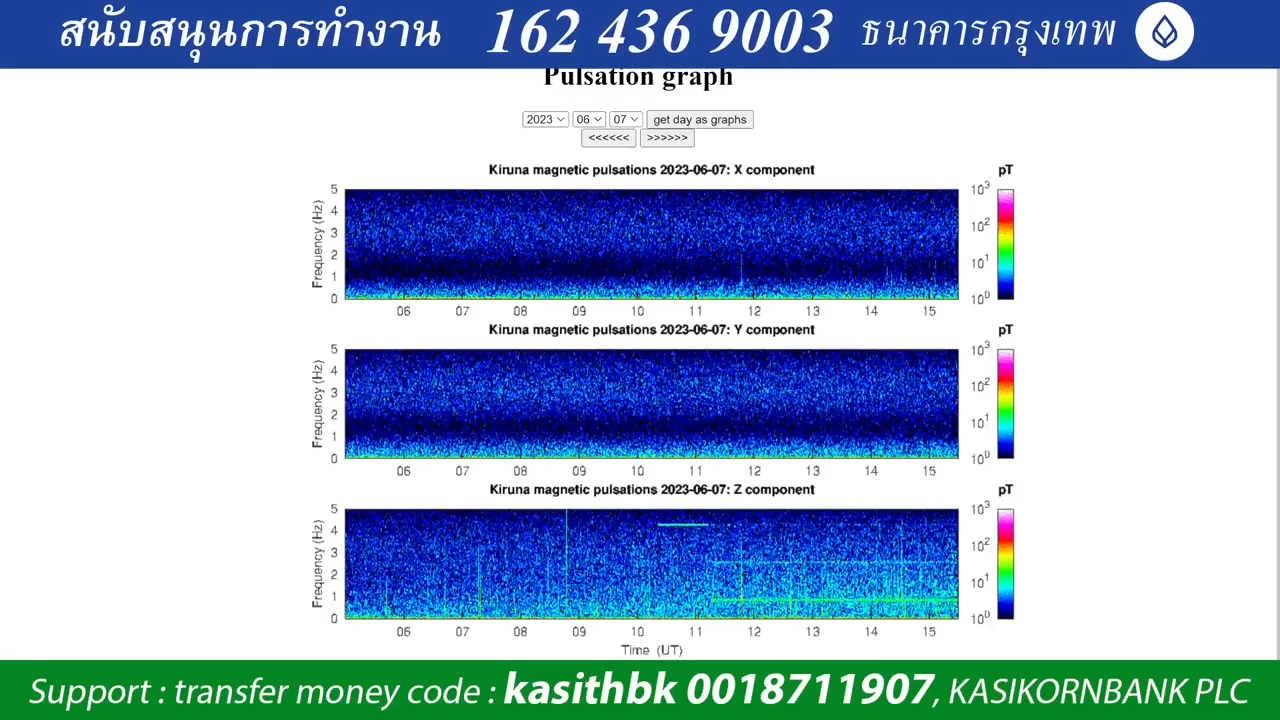 สนับสนุนการทำงาน 162 436 9003 ธนาคารกรุงเทพ
Pulsation graph
2023 06 07 get day as graphs
<<<<<< >>>>>>
Kiruna magnetic pulsations 2023-06-07: X component pT
5 4 3 2 1 0
Frequency (Hz)
10³ 10² 10¹ 10⁰
06 07 08 09 10 11 12 13 14 15
Kiruna magnetic pulsations 2023-06-07: Y component pT
5 4 3 2 1 0
Frequency (Hz)
10³ 10² 10¹ 10⁰
06 07 08 09 10 11 12 13 14 15
Kiruna magnetic pulsations 2023-06-07: Z component pT
5 4 3 2 1 0
Frequency (Hz)
10³ 10² 10¹ 10⁰
06 07 08 09 10 11 12 13 14 15
Time (UT)
Support : transfer money code : kasithbk 0018711907, KASIKORNBANK PLC